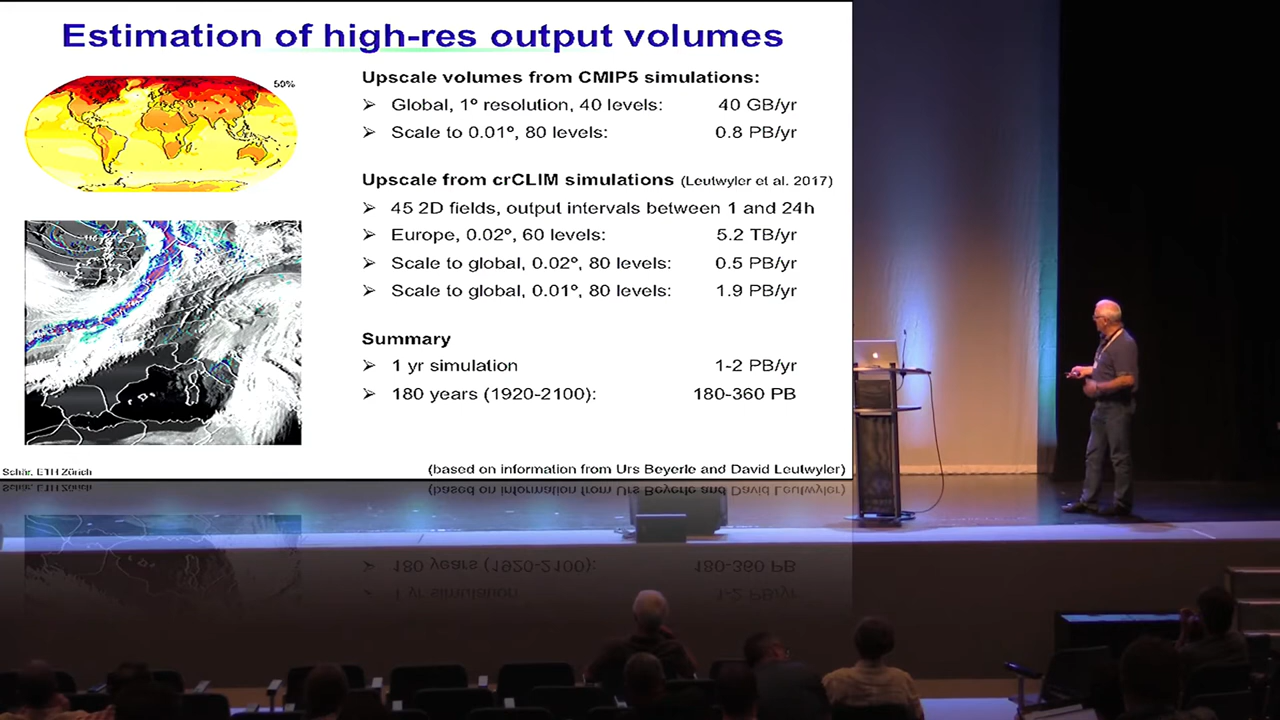 Estimation of high-res output volumes
50%
Upscale volumes from CMIP5 simulations:
➢ Global, 1º resolution, 40 levels: 40 GB/yr
➢ Scale to 0.01º, 80 levels: 0.8 PB/yr
Upscale from crCLIM simulations (Leutwyler et al. 2017)
➢ 45 2D fields, output intervals between 1 and 24h
➢ Europe, 0.02º, 60 levels: 5.2 TB/yr
➢ Scale to global, 0.02º, 80 levels: 0.5 PB/yr
➢ Scale to global, 0.01º, 80 levels: 1.9 PB/yr
Summary
➢ 1 yr simulation 1-2 PB/yr
➢ 180 years (1920-2100): 180-360 PB
Schär, ETH Zürich
(based on information from Urs Beyerle and David Leutwyler)